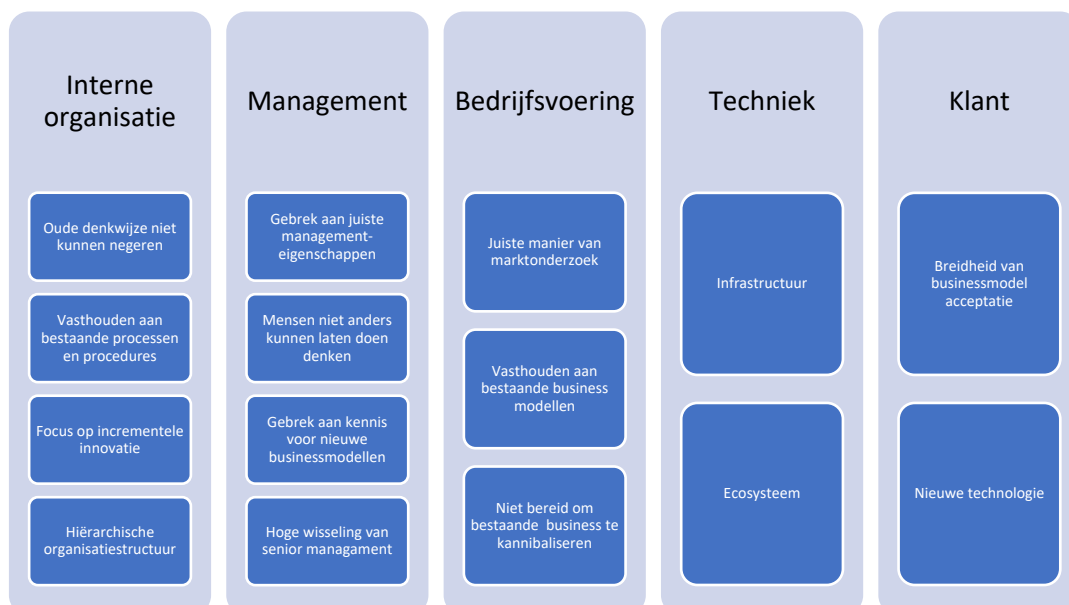 Interne
organisatie
Oude denkwijze niet
kunnen negeren
Vasthouden aan
bestaande processen
en procedures
Focus op incrementele
innovatie
Hiërarchische
organisatiestructuur
Management
Gebrek aan juiste
management-
eigenschappen
Mensen niet anders
kunnen laten doen
denken
Gebrek aan kennis
voor nieuwe
businessmodellen
Hoge wisseling van
senior managament
Bedrijfsvoering
Juiste manier van
marktonderzoek
Vasthouden aan
bestaande business
modellen
Niet bereid om
bestaande business te
kannibaliseren
Techniek
Infrastructuur
Ecosysteem
Klant
Breidheid van
businessmodel
acceptatie
Nieuwe technologie